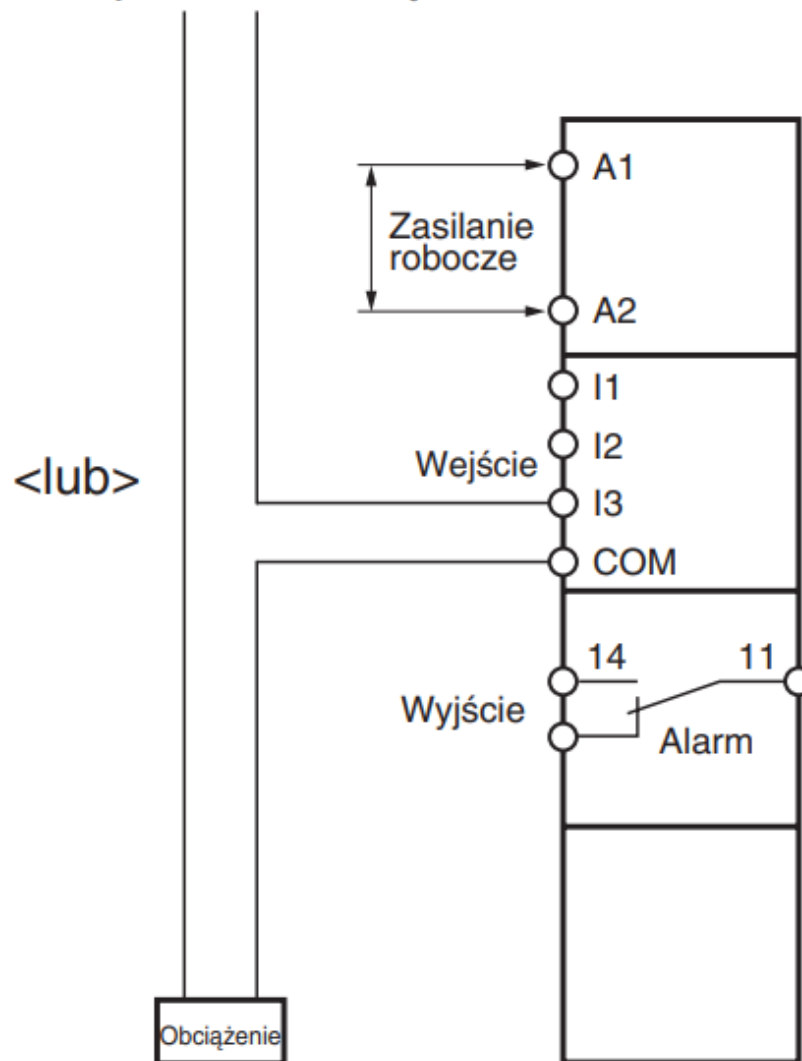 A1
Zasilanie
robocze
A2
I1
I2
<lub>
Wejście
I3
COM
14
11
Wyjście
Alarm
Obciążenie